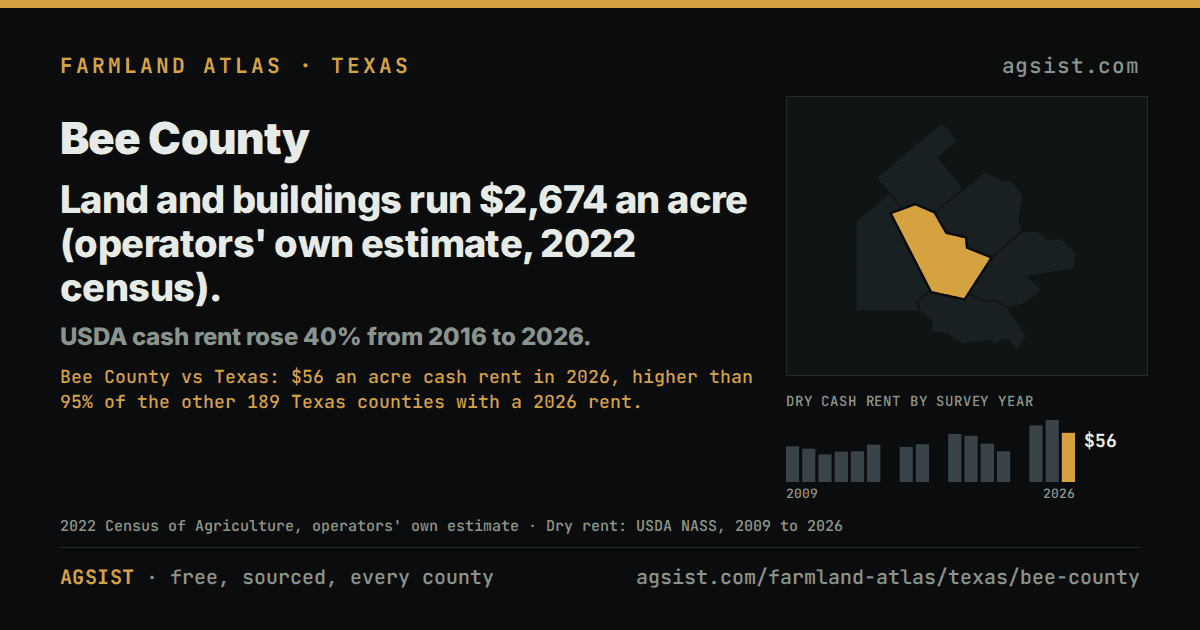 FARMLAND ATLAS · TEXAS
agsist.com
Bee County
Land and buildings run $2,674 an acre
(operators' own estimate, 2022
census).
USDA cash rent rose 40% from 2016 to 2026.
Bee County vs Texas: $56 an acre cash rent in 2026, higher than
95% of the other 189 Texas counties with a 2026 rent.
DRY CASH RENT BY SURVEY YEAR
$56
2009
2026
2022 Census of Agriculture, operators' own estimate · Dry rent: USDA NASS, 2009 to 2026
AGSIST · free, sourced, every county
agsist.com/farmland-atlas/texas/bee-county